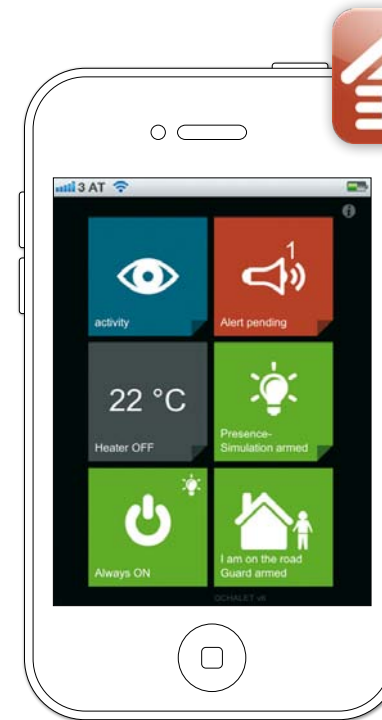 3 AT
activity
1
Alert pending
22 °C
Heater OFF
Presence-
Simulation armed
Always ON
I am on the road
Guard armed